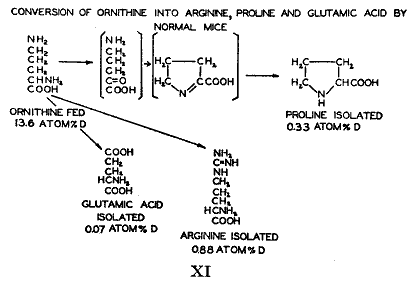 CONVERSION OF ORNITHINE INTO ARGININE, PROLINE AND GLUTAMIC ACID BY
NORMAL MICE
NH₂
CH₂
CH₂
CH₂
CHNH₂
COOH
ORNITHINE FED
13.6 ATOM% D
NH₂
CH₂
CH₂
CH₂
C=O
COOH
H₂C
CH₂
H₂C
C-COOH
N
H₂C
CH₂
H₂C
CHCOOH
N
H
PROLINE ISOLATED
0.33 ATOM% D
COOH
CH₂
CH₂
HCNH₂
COOH
GLUTAMIC ACID
ISOLATED
0.07 ATOM% D
NH₂
C=NH
NH
CH₂
CH₂
CH₂
HCNH₂
COOH
ARGININE ISOLATED
0.88 ATOM% D
XI